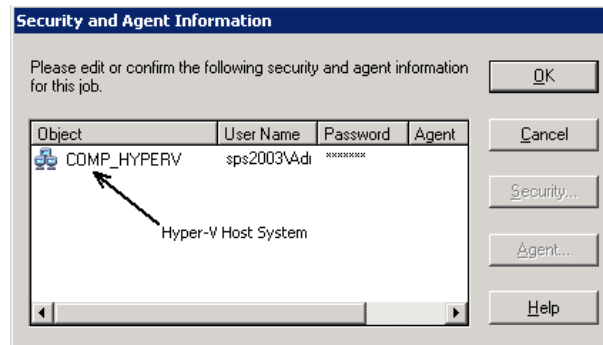 Security and Agent Information
Please edit or confirm the following security and agent information
for this job.
OK
Object User Name Password Agent
Cancel
COMP_HYPERV sps2003\Adı ×××××××
Security...
Hyper-V Host System
Agent...
Help